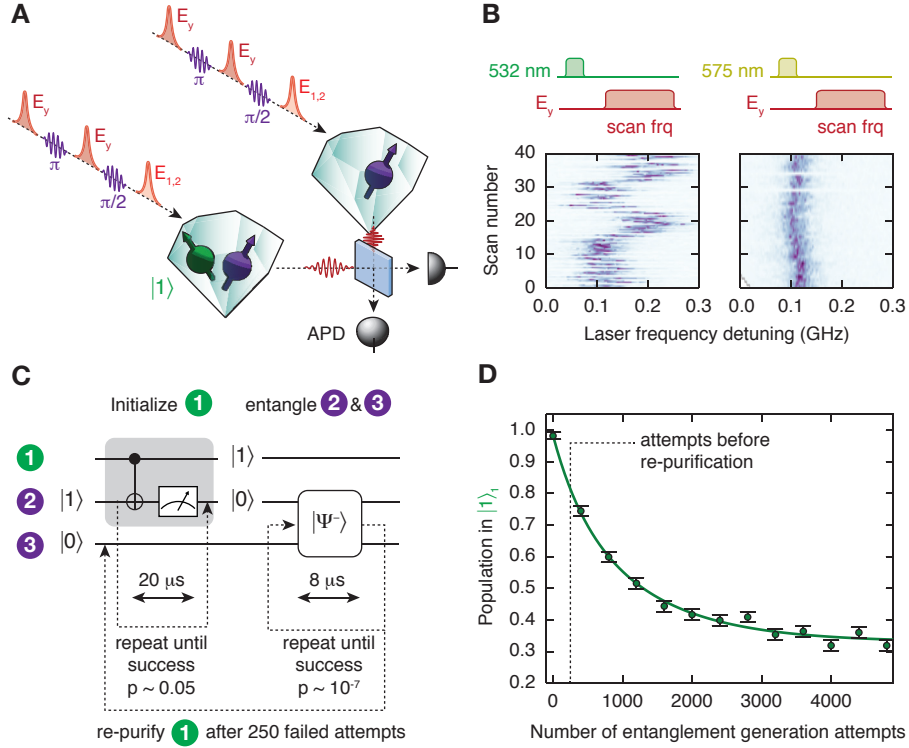 A
E_y
π
E_y
π/2
E_1,2
E_y
π
E_y
π/2
E_1,2
|1⟩
APD
B
532 nm
E_y
scan frq
575 nm
E_y
scan frq
Scan number
40
30
20
10
0
0.0 0.1 0.2 0.3
0.0 0.1 0.2 0.3
Laser frequency detuning (GHz)
C
Initialize 1
entangle 2 & 3
1
|1⟩
2 |1⟩
|0⟩
|Ψ⁻⟩
3 |0⟩
20 μs
8 μs
repeat until
success
p ~ 0.05
repeat until
success
p ~ 10⁻⁷
re-purify 1 after 250 failed attempts
D
Population in |1⟩₁
1.0
0.9
0.8
0.7
0.6
0.5
0.4
0.3
0.2
attempts before
re-purification
0 1000 2000 3000 4000
Number of entanglement generation attempts